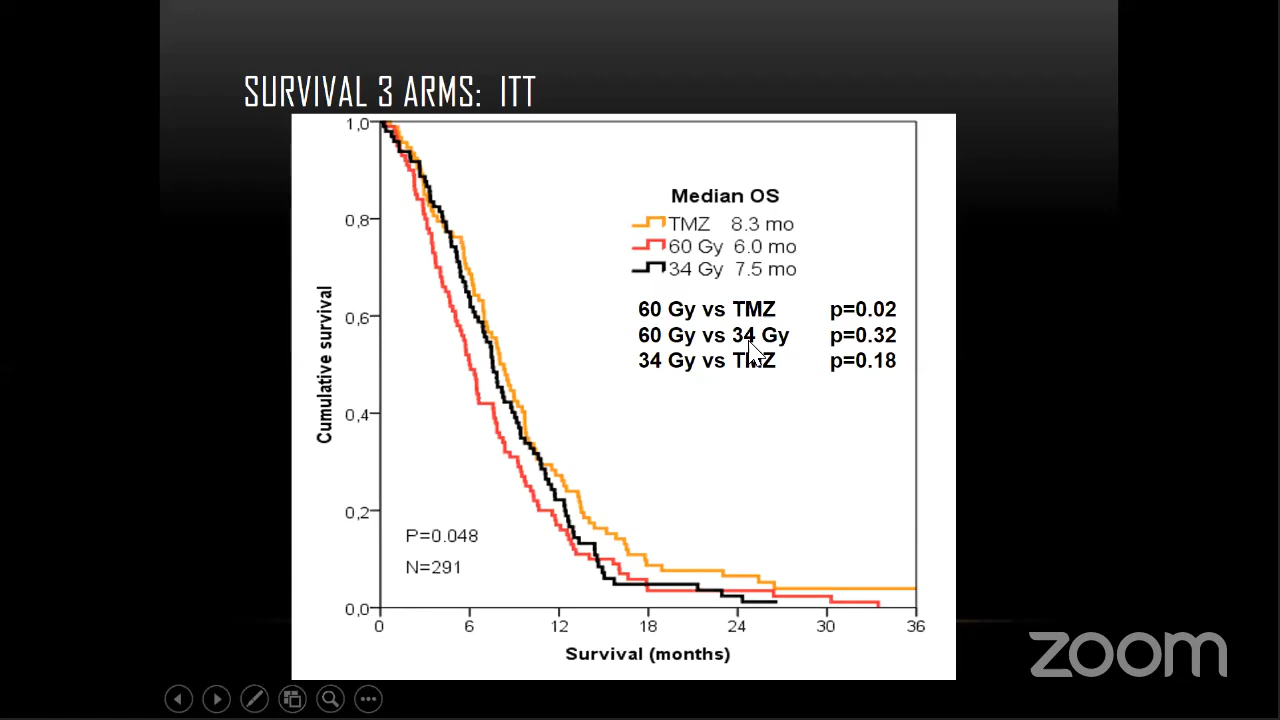 SURVIVAL 3 ARMS: ITT
1,0
0,8
0,6
0,4
0,2
0,0
Cumulative survival
Median OS
TMZ 8.3 mo
60 Gy 6.0 mo
34 Gy 7.5 mo
60 Gy vs TMZ p=0.02
60 Gy vs 34 Gy p=0.32
34 Gy vs TMZ p=0.18
P=0.048
N=291
0 6 12 18 24 30 36
Survival (months)
zoom